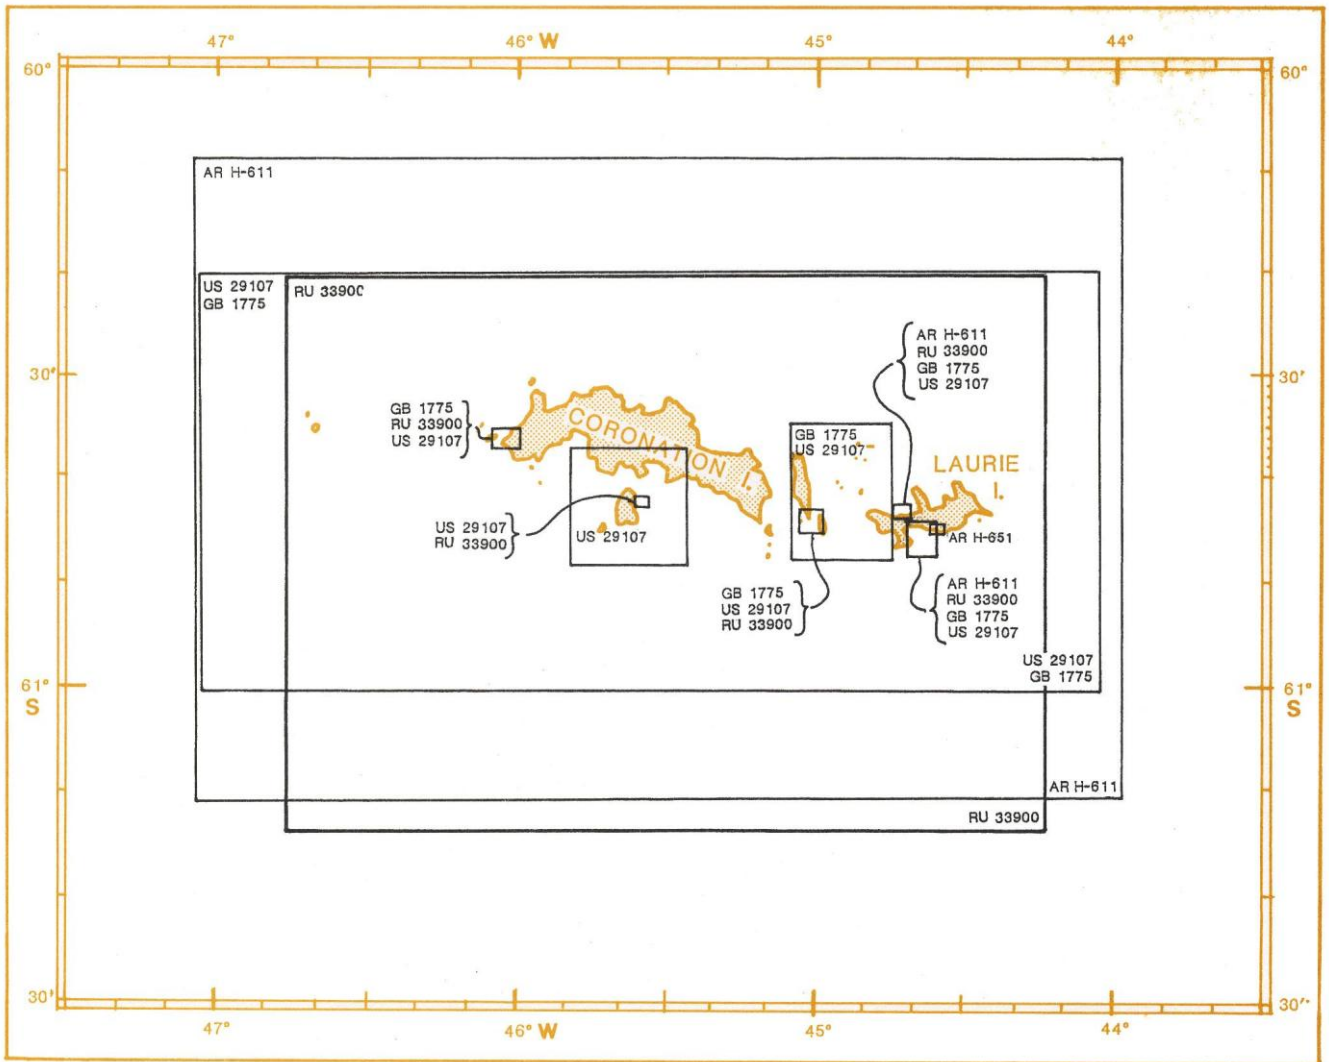 47°
46° W
45°
44°
60°
60°
AR H-611
US 29107
GB 1775
RU 33900
AR H-611
RU 33900
GB 1775
US 29107
30'
30'
GB 1775
RU 33900
US 29107
CORONATION I.
GB 1775
US 29107
LAURIE
I.
US 29107
RU 33900
US 29107
AR H-651
GB 1775
US 29107
RU 33900
AR H-611
RU 33900
GB 1775
US 29107
US 29107
GB 1775
61°
S
61°
S
AR H-611
RU 33900
30'
30'
47°
46° W
45°
44°